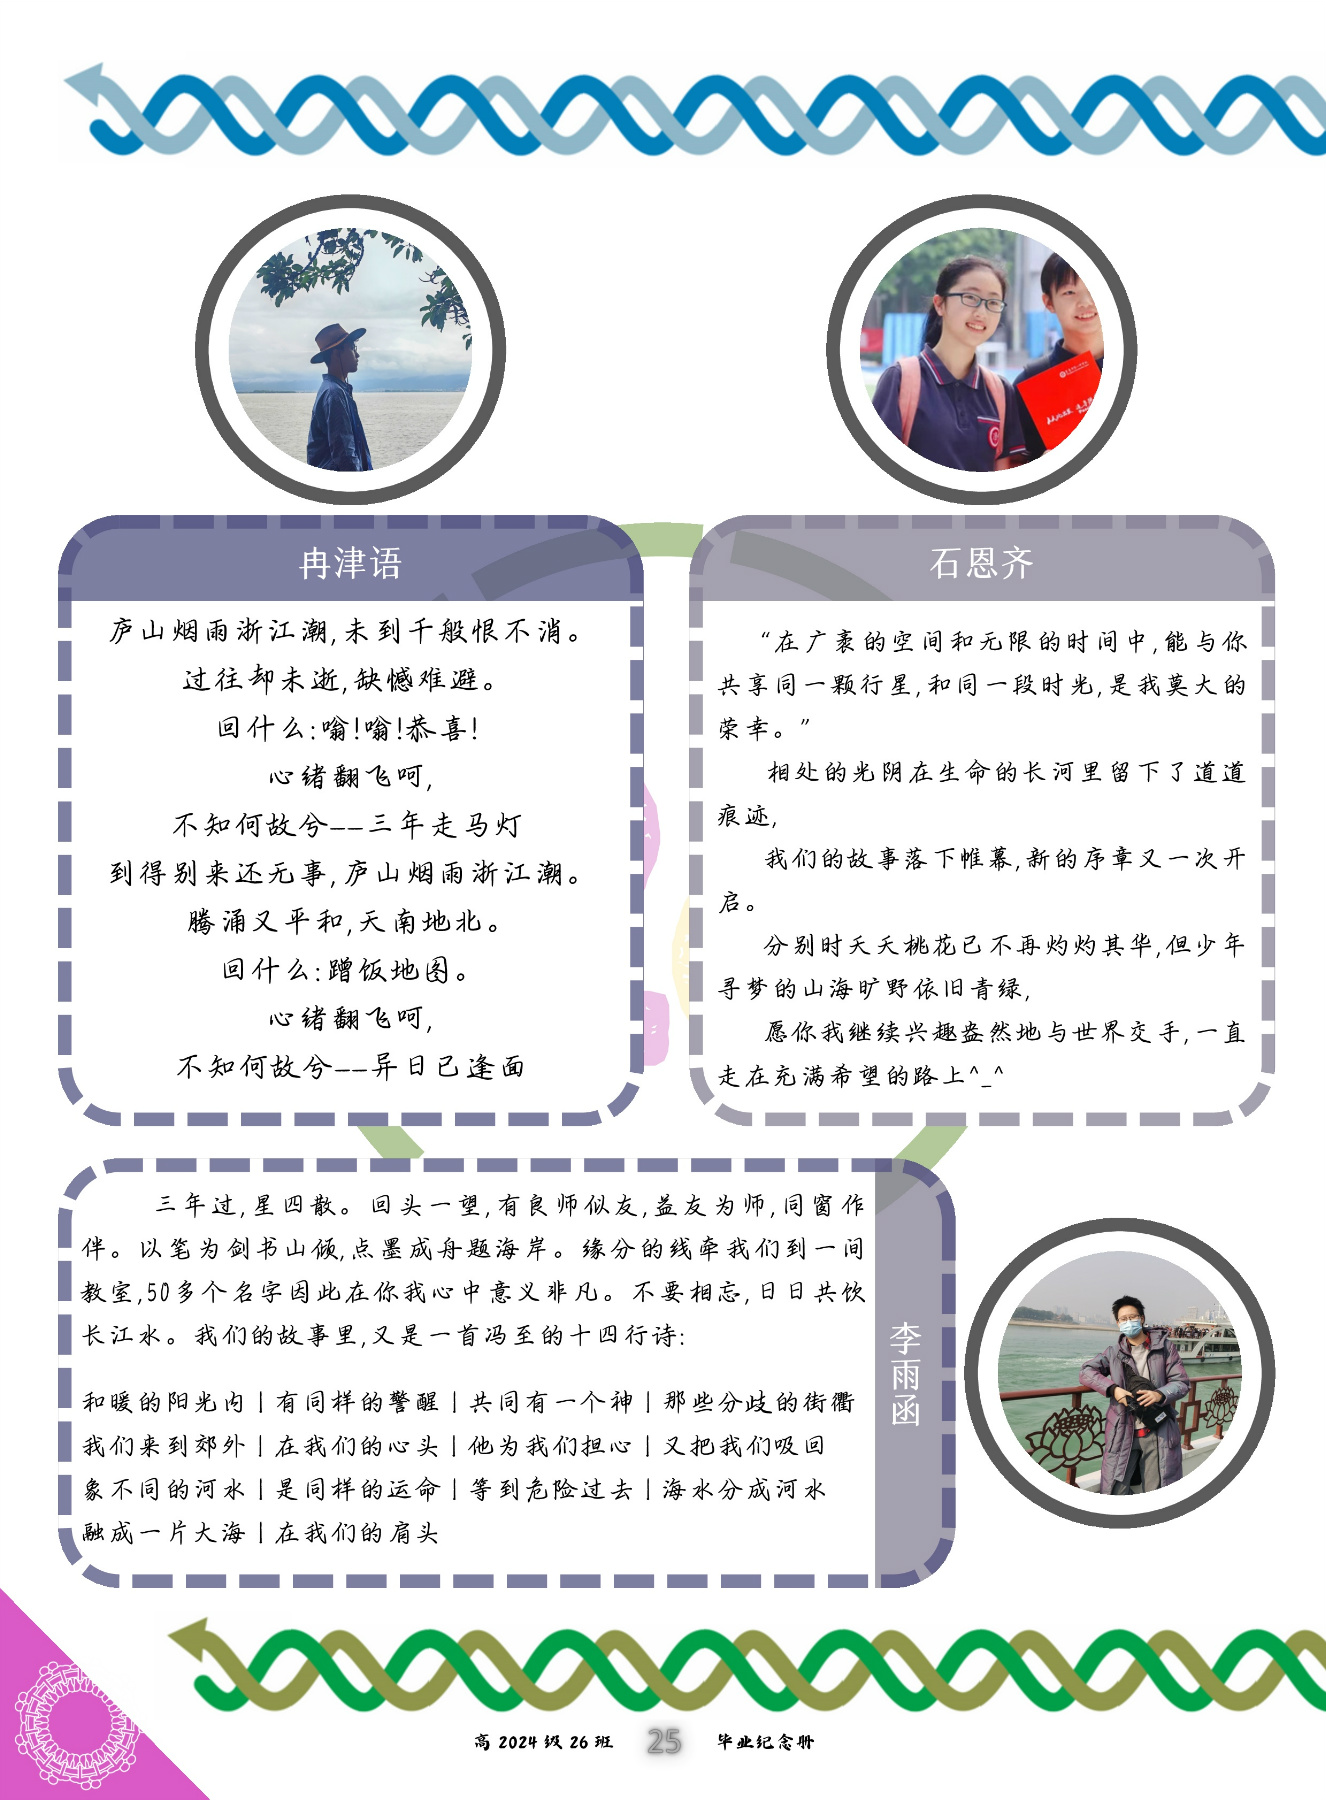 冉津语
庐山烟雨浙江潮,未到千般恨不消。
过往却未逝,缺憾难避。
回什么:嗡!嗡!恭喜!
心绪翻飞呵,
不知何故兮——三年走马灯
到得别来还无事,庐山烟雨浙江潮。
腾涌又平和,天南地北。
回什么:蹭饭地图。
心绪翻飞呵,
不知何故兮——异日已逢面
石恩齐
“在广袤的空间和无限的时间中,能与你
共享同一颗行星,和同一段时光,是我莫大的
荣幸。”
相处的光阴在生命的长河里留下了道道
痕迹,
我们的故事落下帷幕,新的序章又一次开
启。
分别时夭夭桃花已不再灼灼其华,但少年
寻梦的山海旷野依旧青绿,
愿你我继续兴趣盎然地与世界交手,一直
走在充满希望的路上^_^
三年过,星四散。回头一望,有良师似友,益友为师,同窗作
伴。以笔为剑书山倾,点墨成舟题海岸。缘分的线牵我们到一间
教室,50多个名字因此在你我心中意义非凡。不要相忘,日日共饮
长江水。我们的故事里,又是一首冯至的十四行诗:
和暖的阳光内丨有同样的警醒丨共同有一个神丨那些分歧的街衢
我们来到郊外丨在我们的心头丨他为我们担心丨又把我们吸回
象不同的河水丨是同样的运命丨等到危险过去丨海水分成河水
融成一片大海丨在我们的肩头
李雨函
高2024级26班 25 毕业纪念册